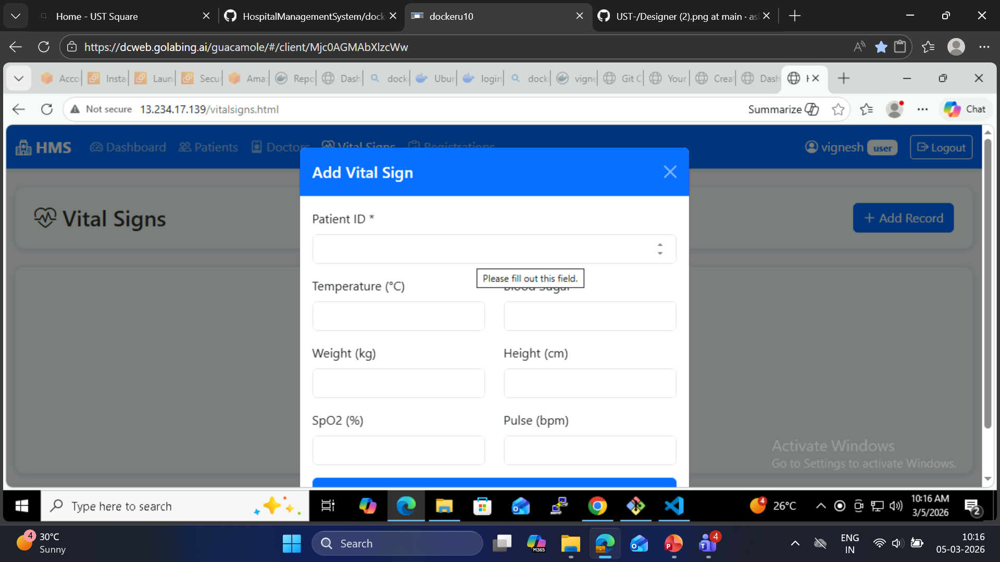 Home - UST Square
HospitalManagementSystem/dock
dockeru10
UST-/Designer (2).png at main · as
https://dcweb.golabing.ai/guacamole/#/client/Mjc0AGMAbXlzcWw
Acco
Insta
Laun
Secu
Ama
Repo
Dash
dock
Ubur
login
dock
vigne
Git C
Your
Crea
Dash
Not secure 13.234.17.139/vitalsigns.html
Summarize
Chat
HMS
Dashboard
Patients
Doctors
Vital Signs
Registrations
vignesh user
Logout
Add Vital Sign
Vital Signs
+ Add Record
Patient ID *
Please fill out this field.
Temperature (°C)
Blood Sugar
Weight (kg)
Height (cm)
SpO2 (%)
Pulse (bpm)
Activate Windows
Go to Settings to activate Windows.
Type here to search
4
26°C
10:16 AM
3/5/2026
2
4
30°C
Sunny
Search
M365
4
ENG
IN
10:16
05-03-2026